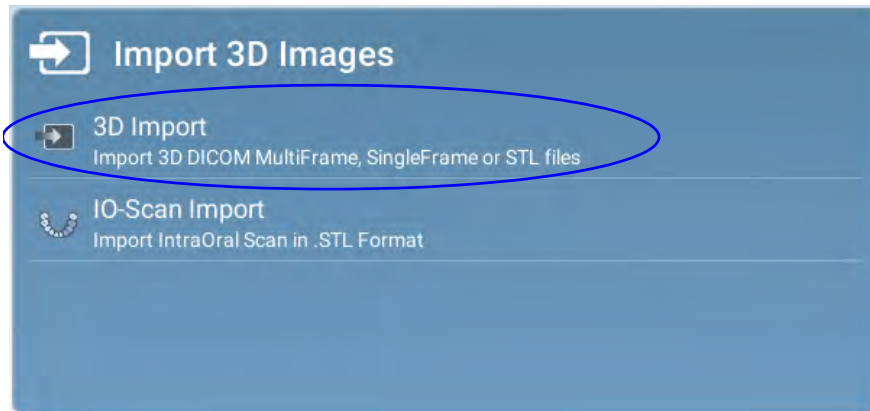 Import 3D Images
3D Import
Import 3D DICOM MultiFrame, SingleFrame or STL files
IO-Scan Import
Import IntraOral Scan in .STL Format